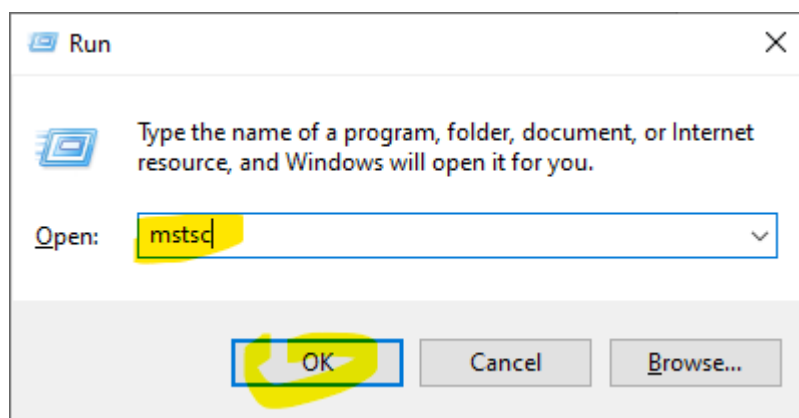 Run
Type the name of a program, folder, document, or Internet
resource, and Windows will open it for you.
Open: mstsc
OK Cancel Browse...